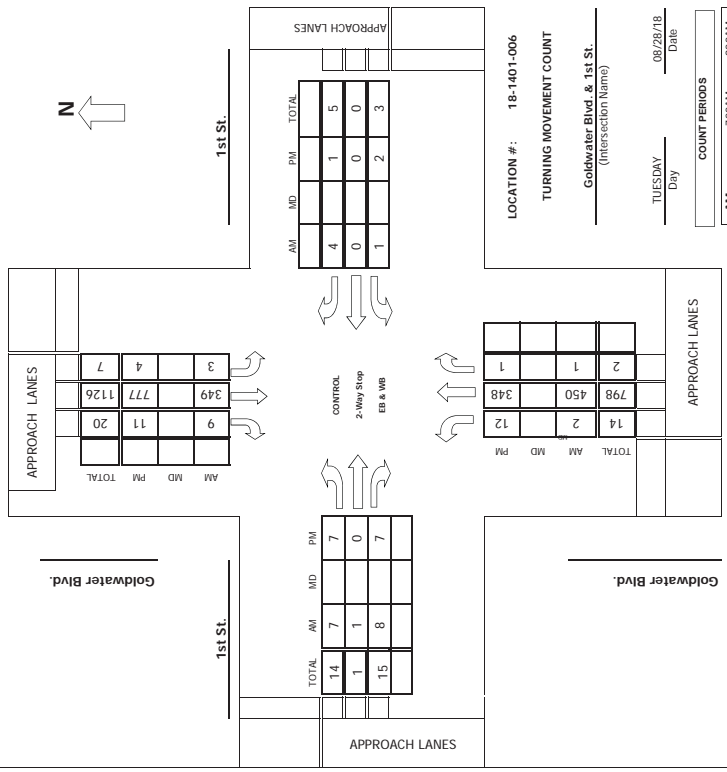 N
1st St.
APPROACH LANES
AM MD PM TOTAL
4 1 5
0 0 0
1 2 3
LOCATION #: 18-1401-006
TURNING MOVEMENT COUNT
Goldwater Blvd. & 1st St.
(Intersection Name)
TUESDAY 08/28/18
Day Date
COUNT PERIODS
APPROACH LANES
TOTAL PM MD AM
20 11 9
1126 777 349
7 4 3
CONTROL
2-Way Stop
EB & WB
PM MD AM TOTAL
12 2 14
348 450 798
1 1 2
APPROACH LANES
Goldwater Blvd.
1st St.
TOTAL AM MD PM
14 7 7
1 1 0
15 8 7
APPROACH LANES
Goldwater Blvd.